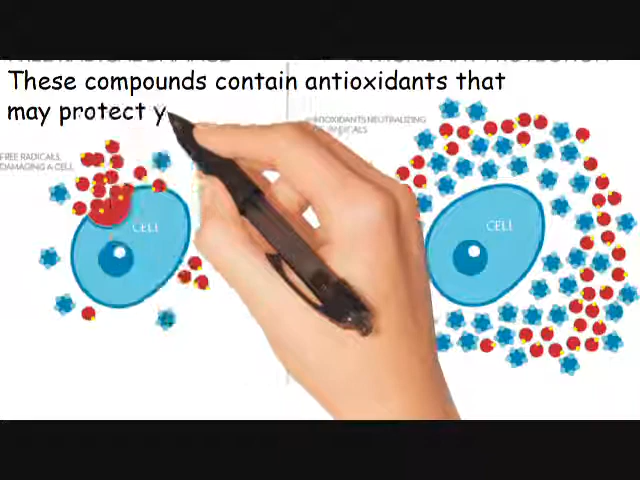 These compounds contain antioxidants that
may protect y
ANTIOXIDANTS NEUTRALIZING
FREE RADICALS,
DAMAGING A CELL
CELL
CELL